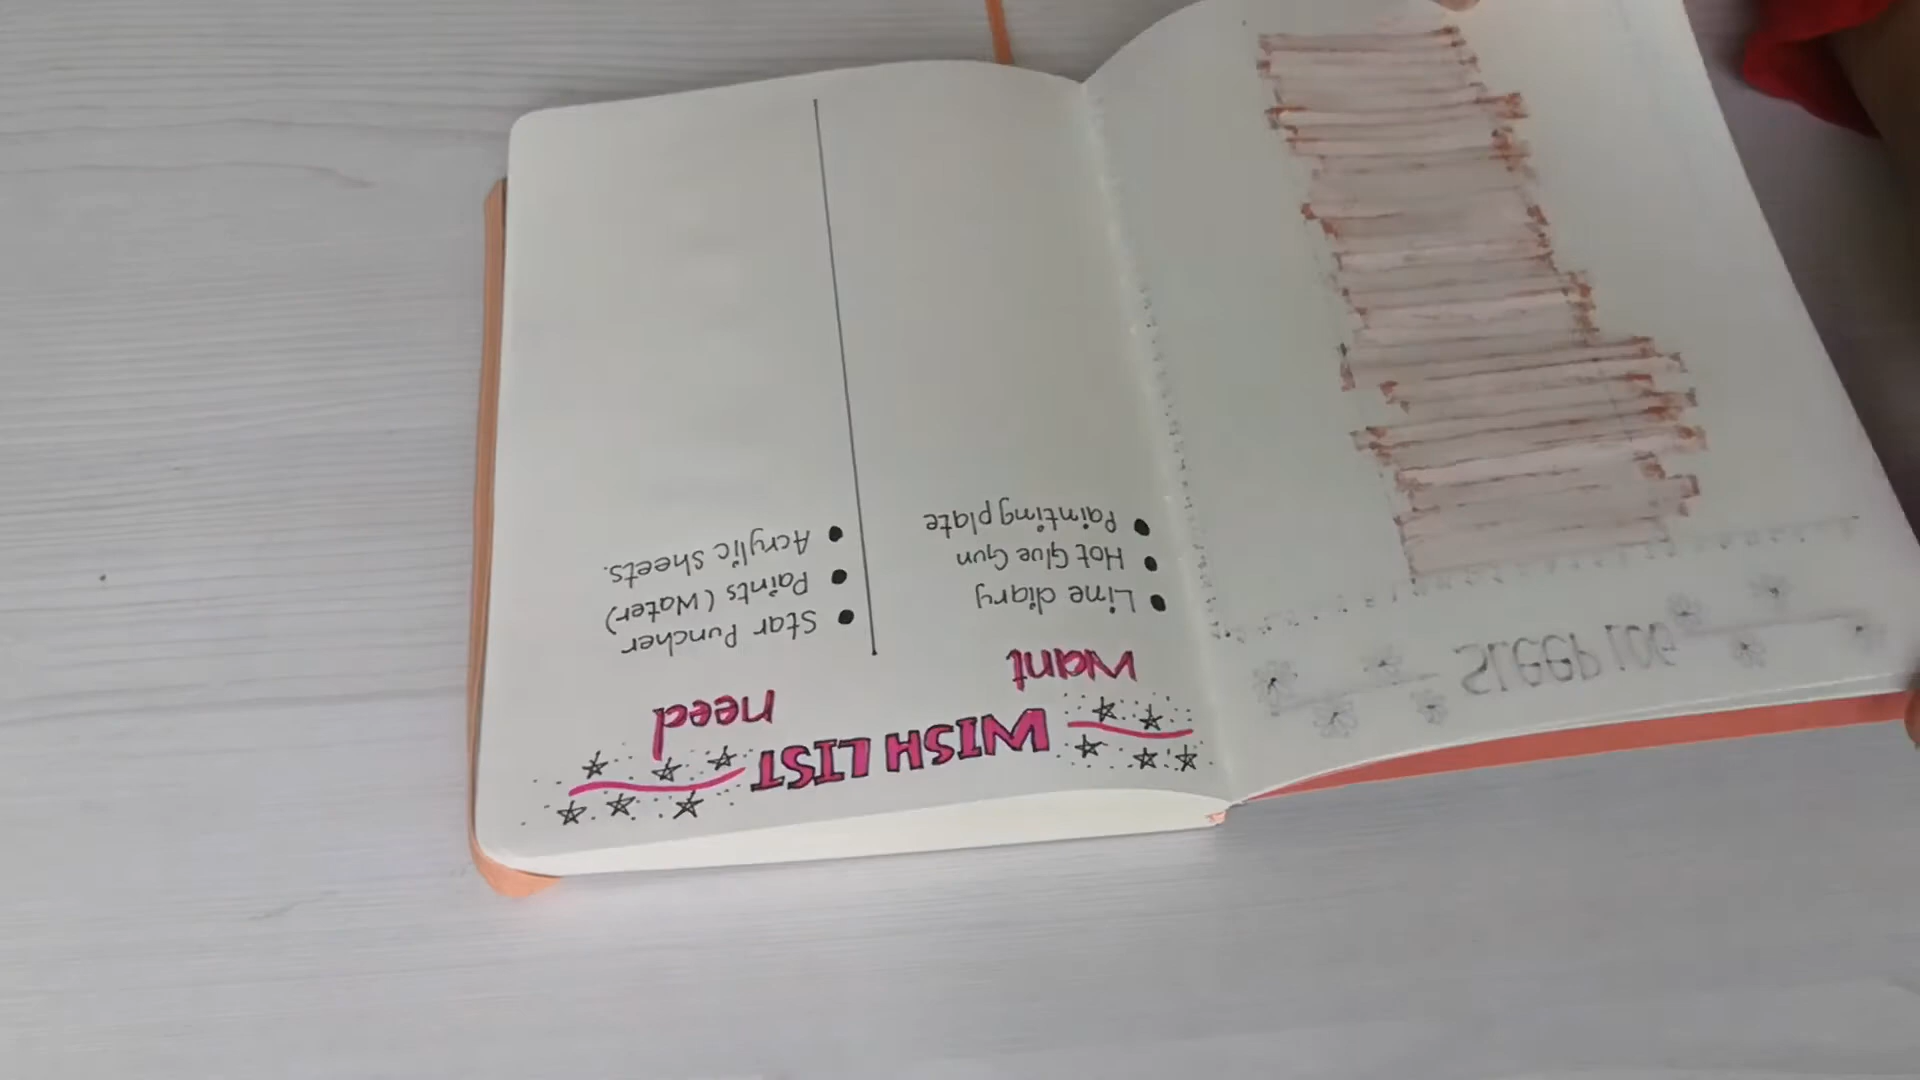 WISH LIST
want
Line diary
Hot Glue Gun
Painting plate
need
Star Puncher
Paints (Water)
Acrylic Sheets.
SLEEP LOG